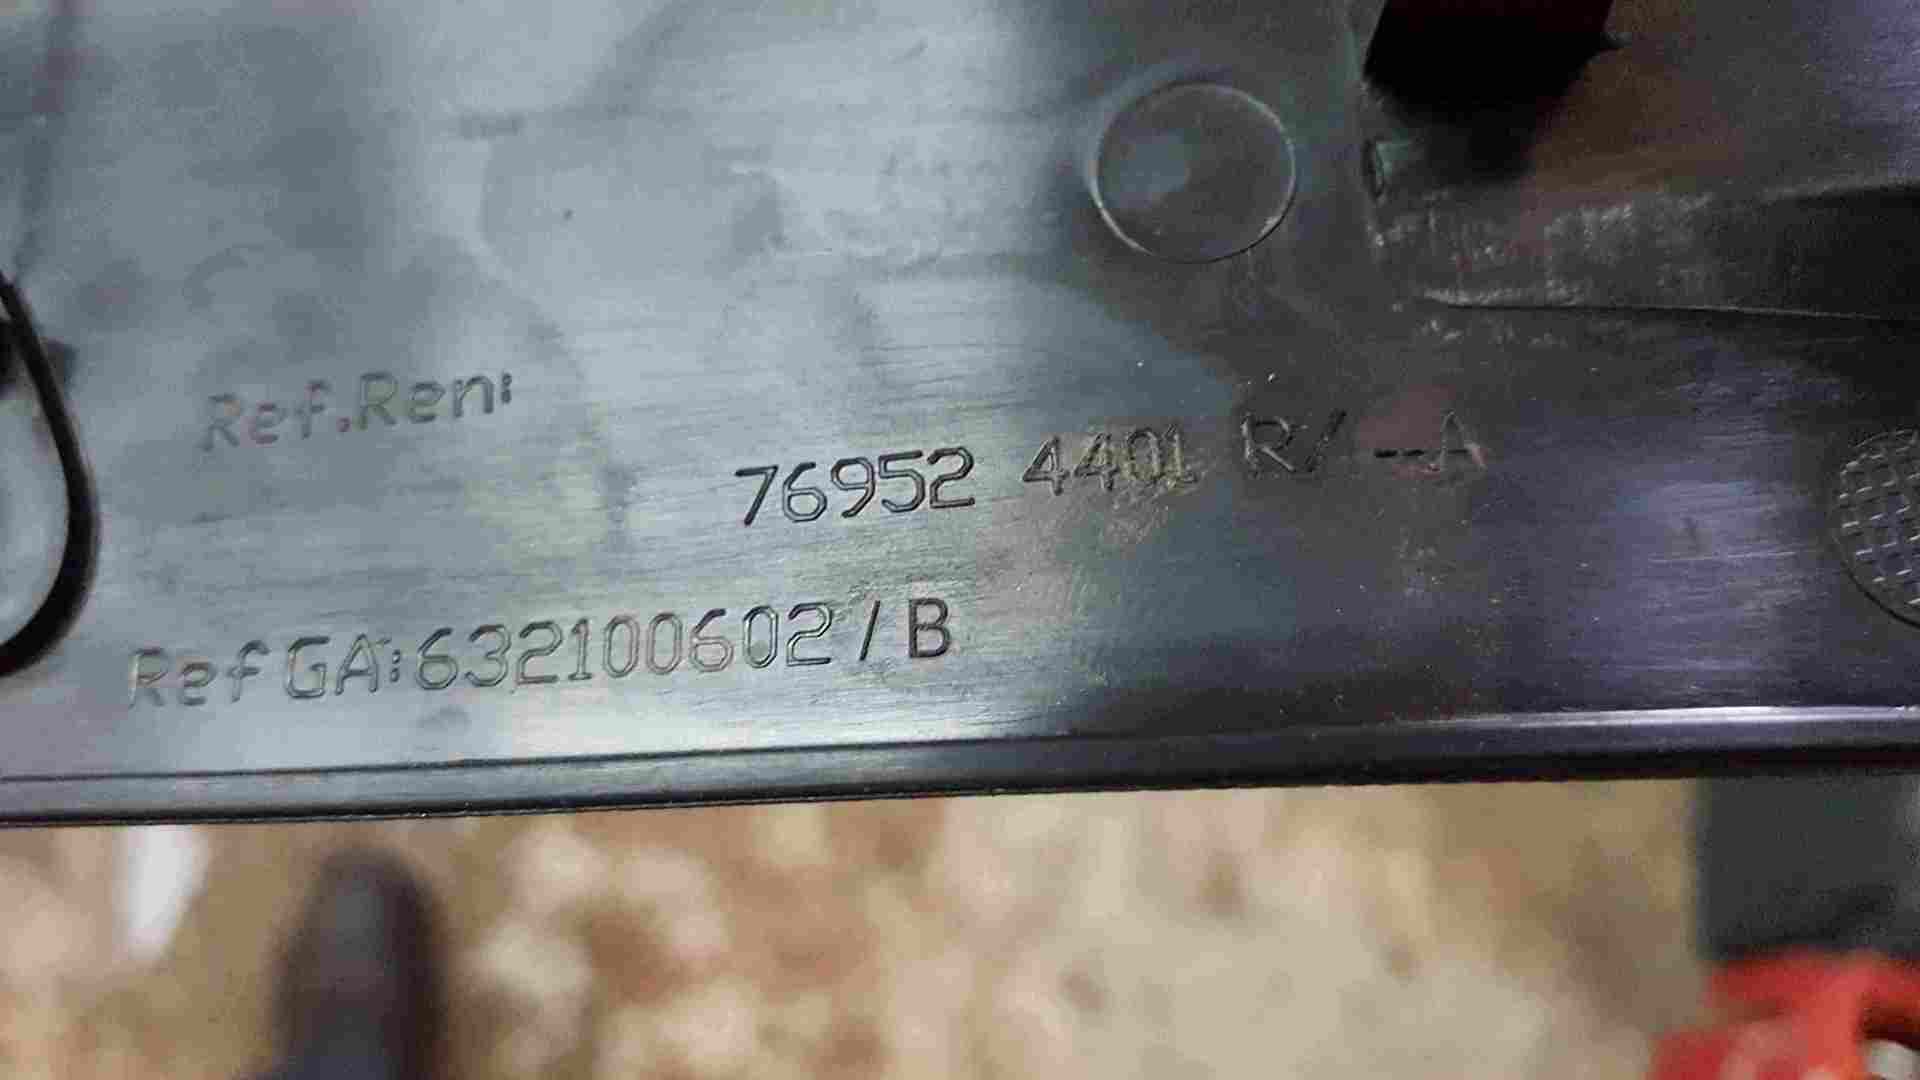 Ref.Ren:
76952 4401 R/--A
Ref GA:632100602/B